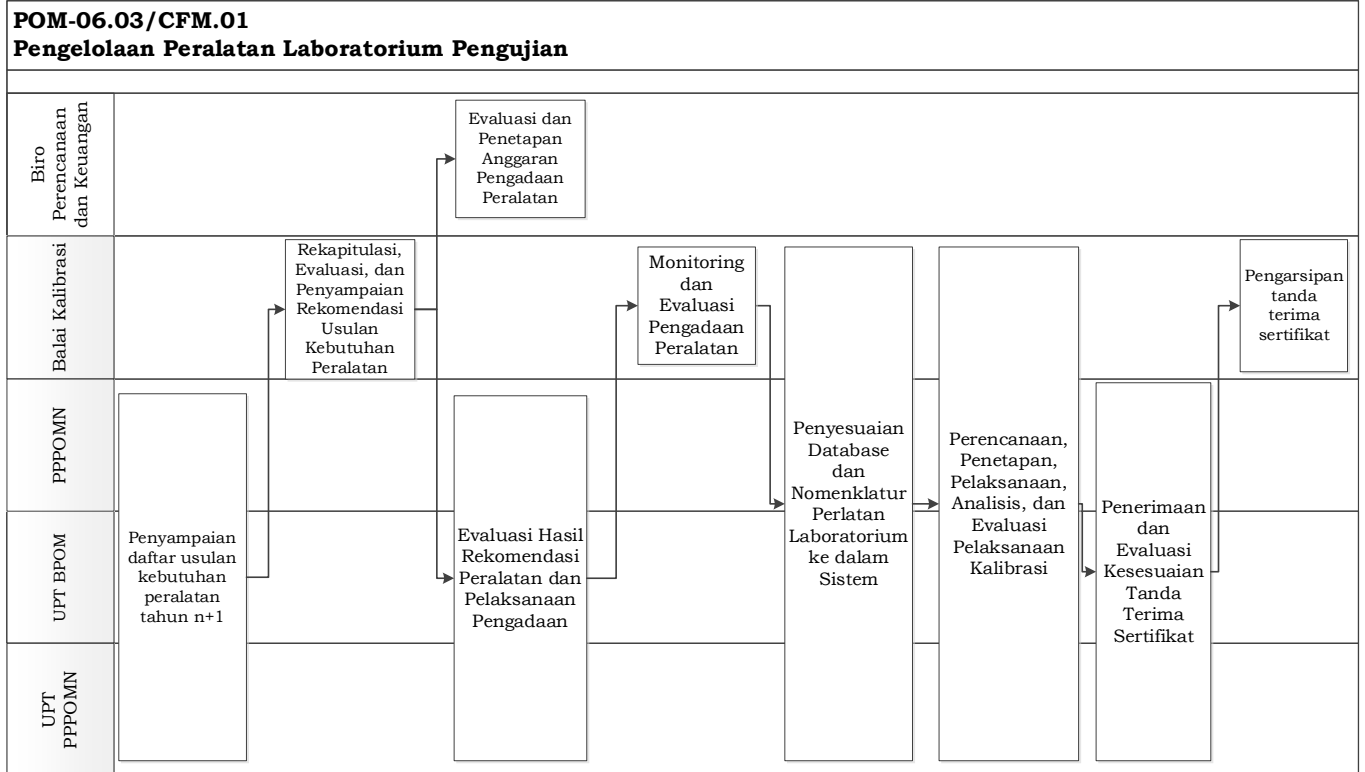 POM-06.03/CFM.01
Pengelolaan Peralatan Laboratorium Pengujian
Biro
Perencanaan
dan Keuangan
Evaluasi dan
Penetapan
Anggaran
Pengadaan
Peralatan
Balai Kalibrasi
Rekapitulasi,
Evaluasi, dan
Penyampaian
Rekomendasi
Usulan
Kebutuhan
Peralatan
Monitoring
dan
Evaluasi
Pengadaan
Peralatan
Pengarsipan
tanda
terima
sertifikat
PPPOMN
UPT BPOM
UPT
PPPOMN
Penyampaian
daftar usulan
kebutuhan
peralatan
tahun n+1
Evaluasi Hasil
Rekomendasi
Peralatan dan
Pelaksanaan
Pengadaan
Penyesuaian
Database
dan
Nomenklatur
Perlatan
Laboratorium
ke dalam
Sistem
Perencanaan,
Penetapan,
Pelaksanaan,
Analisis, dan
Evaluasi
Pelaksanaan
Kalibrasi
Penerimaan
dan
Evaluasi
Kesesuaian
Tanda
Terima
Sertifikat